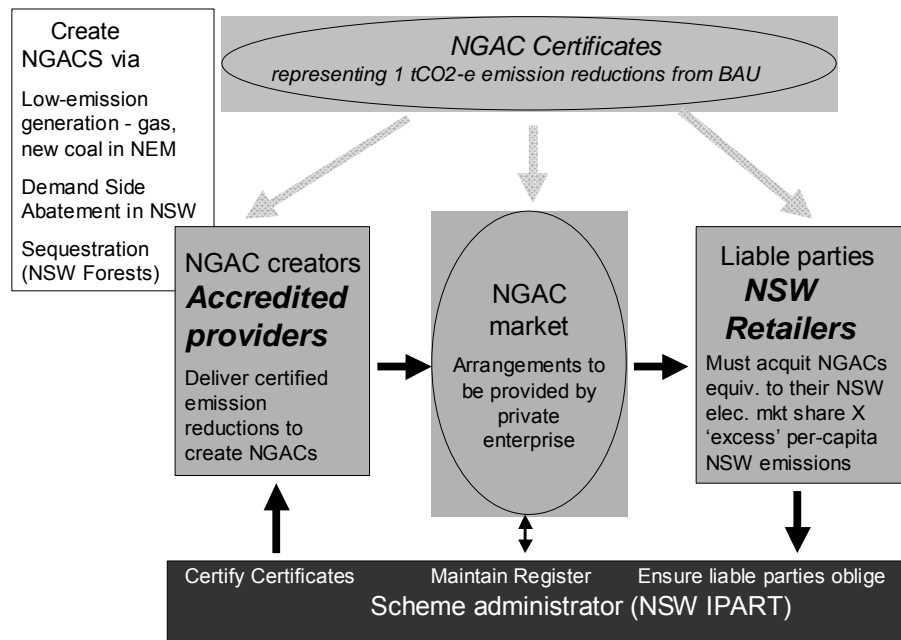 Create
NGACS via
Low-emission
generation - gas,
new coal in NEM
Demand Side
Abatement in NSW
Sequestration
(NSW Forests)
NGAC Certificates
representing 1 tCO2-e emission reductions from BAU
NGAC creators
Accredited
providers
Deliver certified
emission
reductions to
create NGACs
NGAC
market
Arrangements to
be provided by
private
enterprise
Liable parties
NSW
Retailers
Must acquit NGACs
equiv. to their NSW
elec. mkt share X
‘excess’ per-capita
NSW emissions
Certify Certificates
Maintain Register
Ensure liable parties oblige
Scheme administrator (NSW IPART)